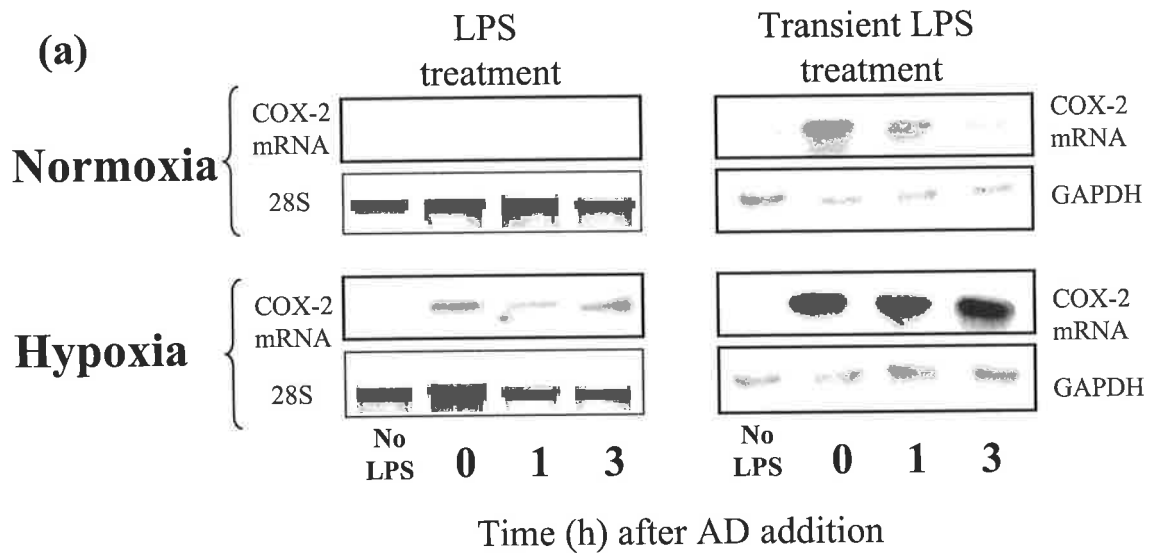 (a)
LPS
treatment
Transient LPS
treatment
Normoxia
COX-2
mRNA
COX-2
mRNA
28S
GAPDH
Hypoxia
COX-2
mRNA
COX-2
mRNA
28S
GAPDH
No
LPS
0 1 3
No
LPS
0 1 3
Time (h) after AD addition